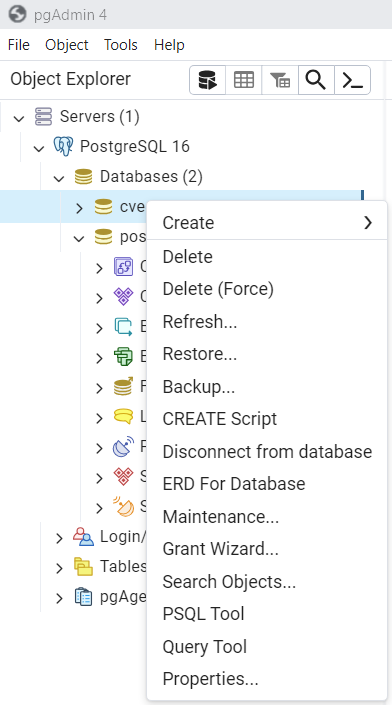 pgAdmin 4
File Object Tools Help
Object Explorer
Servers (1)
PostgreSQL 16
Databases (2)
cve
pos
Login/
Tables
pgAge
Create
Delete
Delete (Force)
Refresh...
Restore...
Backup...
CREATE Script
Disconnect from database
ERD For Database
Maintenance...
Grant Wizard...
Search Objects...
PSQL Tool
Query Tool
Properties...